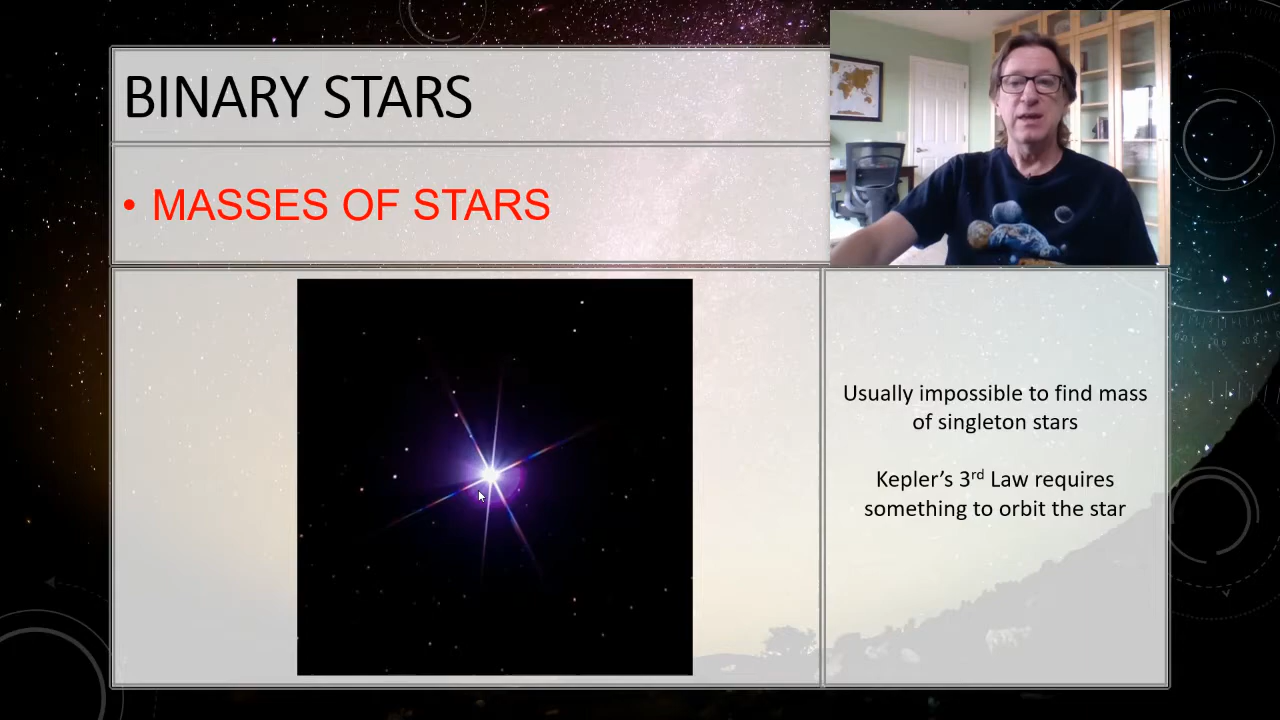 BINARY STARS
• MASSES OF STARS
Usually impossible to find mass
of singleton stars
Kepler's 3rd Law requires
something to orbit the star